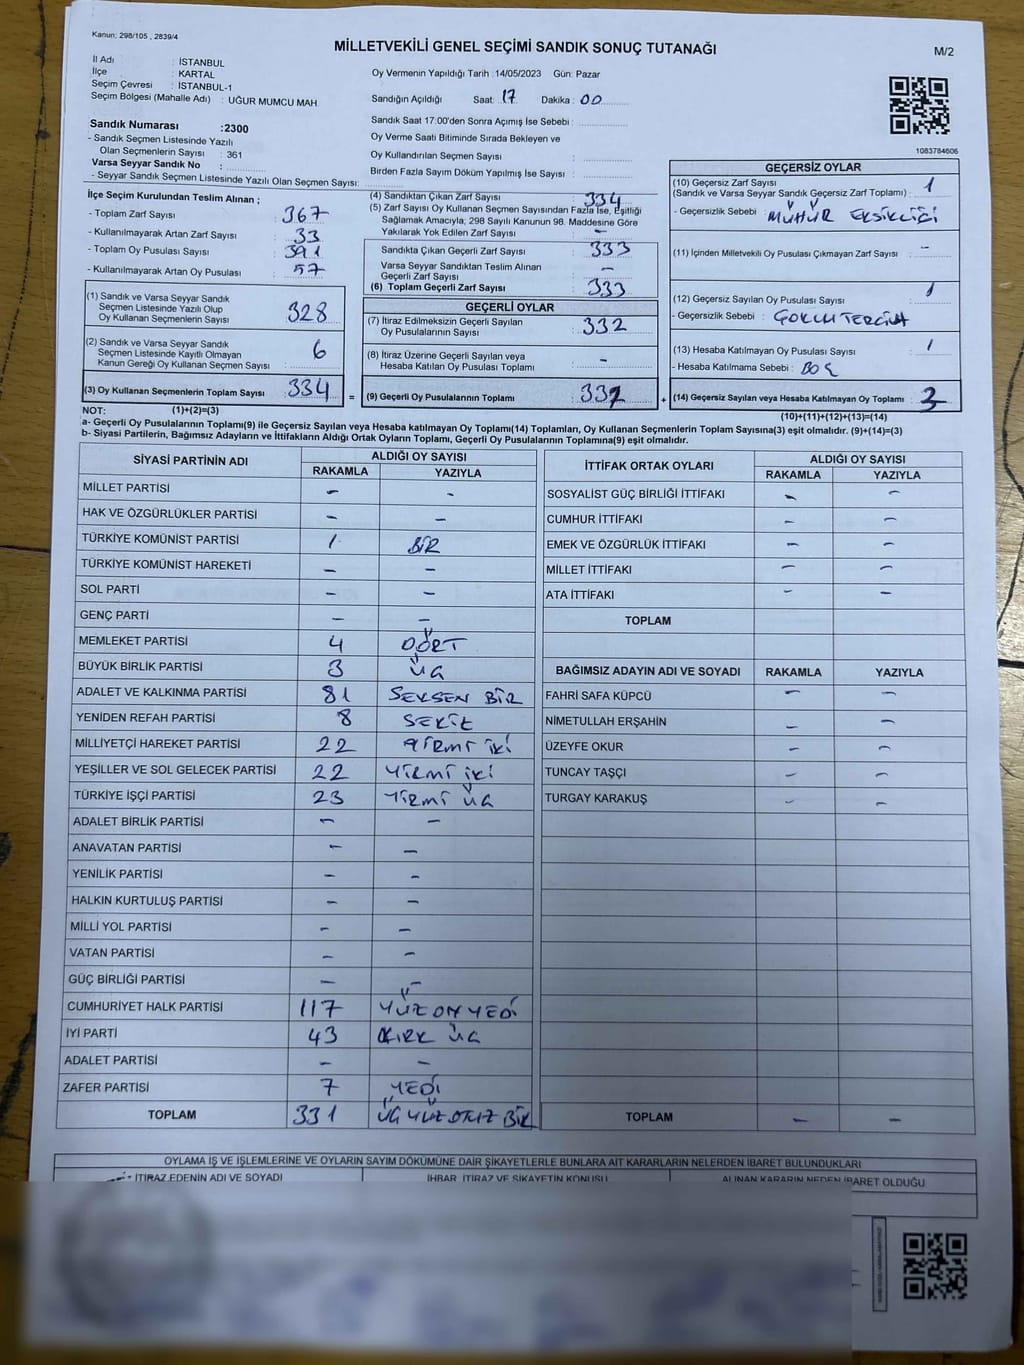 Kanun: 298/105 , 2839/4
MİLLETVEKİLİ GENEL SEÇİMİ SANDIK SONUÇ TUTANAĞI
M/2
İl Adı : İSTANBUL
İlçe : KARTAL
Seçim Çevresi : İSTANBUL-1
Seçim Bölgesi (Mahalle Adı) : UĞUR MUMCU MAH.
Oy Vermenin Yapıldığı Tarih :14/05/2023 Gün: Pazar
Sandığın Açıldığı Saat: 17 Dakika: 00
Sandık Saat 17:00'den Sonra Açımış İse Sebebi :
Oy Verme Saati Bitiminde Sırada Bekleyen ve
Oy Kullandırılan Seçmen Sayısı :
Birden Fazla Sayım Döküm Yapılmış İse Sayısı :
1083784606
Sandık Numarası :2300
- Sandık Seçmen Listesinde Yazılı
Olan Seçmenlerin Sayısı : 361
Varsa Seyyar Sandık No :
- Seyyar Sandık Seçmen Listesinde Yazılı Olan Seçmen Sayısı:
İlçe Seçim Kurulundan Teslim Alınan ;
- Toplam Zarf Sayısı : 367
- Kullanılmayarak Artan Zarf Sayısı : 33
- Toplam Oy Pusulası Sayısı : 391
- Kullanılmayarak Artan Oy Pusulası : 57
(1) Sandık ve Varsa Seyyar Sandık
Seçmen Listesinde Yazılı Olup
Oy Kullanan Seçmenlerin Sayısı : 328
(2) Sandık ve Varsa Seyyar Sandık
Seçmen Listesinde Kayıtlı Olmayan
Kanun Gereği Oy Kullanan Seçmen Sayısı : 6
(3) Oy Kullanan Seçmenlerin Toplam Sayısı : 334 =
(4) Sandıktan Çıkan Zarf Sayısı : 334
(5) Zarf Sayısı Oy Kullanan Seçmen Sayısından Fazla İse, Eşitliği
Sağlamak Amacıyla, 298 Sayılı Kanunun 98. Maddesine Göre
Yakılarak Yok Edilen Zarf Sayısı : -
Sandıkta Çıkan Geçerli Zarf Sayısı : 333
Varsa Seyyar Sandıktan Teslim Alınan
Geçerli Zarf Sayısı : -
(6) Toplam Geçerli Zarf Sayısı : 333
GEÇERLİ OYLAR
(7) İtiraz Edilmeksizin Geçerli Sayılan
Oy Pusulalarının Sayısı : 332
(8) İtiraz Üzerine Geçerli Sayılan veya
Hesaba Katılan Oy Pusulası Toplamı : -
(9) Geçerli Oy Pusulalarının Toplamı : 332 +
GEÇERSİZ OYLAR
(10) Geçersiz Zarf Sayısı
(Sandık ve Varsa Seyyar Sandık Geçersiz Zarf Toplamı) : 1
- Geçersizlik Sebebi : MÜHÜR EKSİKLİĞİ
(11) İçinden Milletvekili Oy Pusulası Çıkmayan Zarf Sayısı : -
(12) Geçersiz Sayılan Oy Pusulası Sayısı : 1
- Geçersizlik Sebebi : ÇOKLU TERCİH
(13) Hesaba Katılmayan Oy Pusulası Sayısı : 1
- Hesaba Katılmama Sebebi : BOŞ
(14) Geçersiz Sayılan veya Hesaba Katılmayan Oy Toplamı : 3
(10)+(11)+(12)+(13)=(14)
NOT: (1)+(2)=(3)
a- Geçerli Oy Pusulalarının Toplamı(9) ile Geçersiz Sayılan veya Hesaba katılmayan Oy Toplamı(14) Toplamları, Oy Kullanan Seçmenlerin Toplam Sayısına(3) eşit olmalıdır. (9)+(14)=(3)
b- Siyasi Partilerin, Bağımsız Adayların ve İttifakların Aldığı Ortak Oyların Toplamı, Geçerli Oy Pusulalarının Toplamına(9) eşit olmalıdır.
SİYASİ PARTİNİN ADI ALDIĞI OY SAYISI
RAKAMLA YAZIYLA
MİLLET PARTİSİ - -
HAK VE ÖZGÜRLÜKLER PARTİSİ - -
TÜRKİYE KOMÜNİST PARTİSİ 1 BİR
TÜRKİYE KOMÜNİST HAREKETİ - -
SOL PARTİ - -
GENÇ PARTİ - -
MEMLEKET PARTİSİ 4 DÖRT
BÜYÜK BİRLİK PARTİSİ 3 ÜÇ
ADALET VE KALKINMA PARTİSİ 81 SEKSEN BİR
YENİDEN REFAH PARTİSİ 8 SEKİZ
MİLLİYETÇİ HAREKET PARTİSİ 22 YİRMİ İKİ
YEŞİLLER VE SOL GELECEK PARTİSİ 22 YİRMİ İKİ
TÜRKİYE İŞÇİ PARTİSİ 23 YİRMİ ÜÇ
ADALET BİRLİK PARTİSİ - -
ANAVATAN PARTİSİ - -
YENİLİK PARTİSİ - -
HALKIN KURTULUŞ PARTİSİ - -
MİLLİ YOL PARTİSİ - -
VATAN PARTİSİ - -
GÜÇ BİRLİĞİ PARTİSİ - -
CUMHURİYET HALK PARTİSİ 117 YÜZ ON YEDİ
İYİ PARTİ 43 KIRK ÜÇ
ADALET PARTİSİ - -
ZAFER PARTİSİ 7 YEDİ
TOPLAM 331 ÜÇ YÜZ OTUZ BİR
İTTİFAK ORTAK OYLARI ALDIĞI OY SAYISI
RAKAMLA YAZIYLA
SOSYALİST GÜÇ BİRLİĞİ İTTİFAKI - -
CUMHUR İTTİFAKI - -
EMEK VE ÖZGÜRLÜK İTTİFAKI - -
MİLLET İTTİFAKI - -
ATA İTTİFAKI - -
TOPLAM
BAĞIMSIZ ADAYIN ADI VE SOYADI RAKAMLA YAZIYLA
FAHRİ SAFA KÜPCÜ - -
NİMETULLAH ERŞAHİN - -
ÜZEYFE OKUR - -
TUNCAY TAŞÇI - -
TURGAY KARAKUŞ - -
TOPLAM - -
OYLAMA İŞ VE İŞLEMLERİNE VE OYLARIN SAYIM DÖKÜMÜNE DAİR ŞİKAYETLERLE BUNLARA AİT KARARLARIN NELERDEN İBARET BULUNDUKLARI
İTİRAZ EDENİN ADI VE SOYADI İHBAR, İTİRAZ VE ŞİKAYETİN KONUSU ALINAN KARARIN NEDEN İBARET OLDUĞU